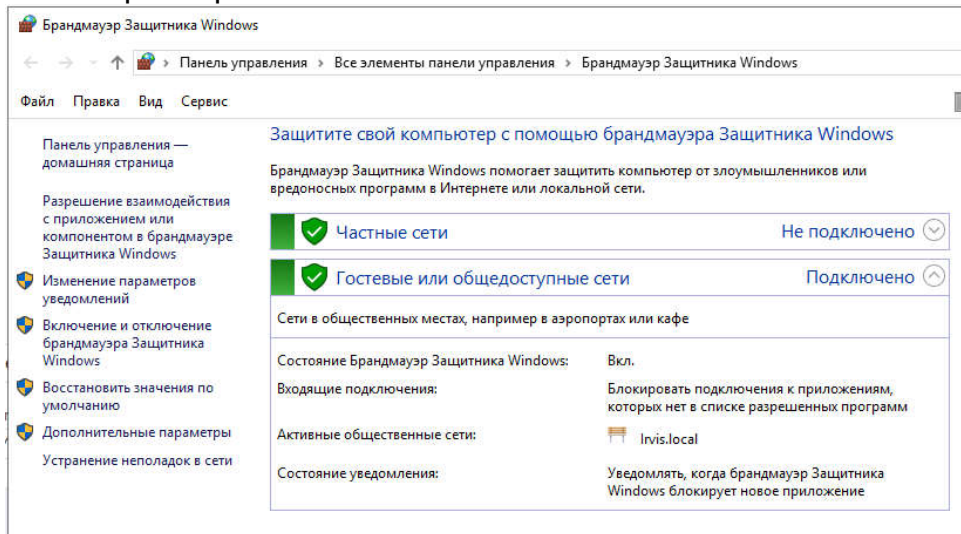 Брандмауэр Защитника Windows
Панель управления › Все элементы панели управления › Брандмауэр Защитника Windows
Файл Правка Вид Сервис
Панель управления —
домашняя страница
Разрешение взаимодействия
с приложением или
компонентом в брандмауэре
Защитника Windows
Изменение параметров
уведомлений
Включение и отключение
брандмауэра Защитника
Windows
Восстановить значения по
умолчанию
Дополнительные параметры
Устранение неполадок в сети
Защитите свой компьютер с помощью брандмауэра Защитника Windows
Брандмауэр Защитника Windows помогает защитить компьютер от злоумышленников или
вредоносных программ в Интернете или локальной сети.
Частные сети Не подключено
Гостевые или общедоступные сети Подключено
Сети в общественных местах, например в аэропортах или кафе
Состояние Брандмауэр Защитника Windows: Вкл.
Входящие подключения: Блокировать подключения к приложениям,
которых нет в списке разрешенных программ
Активные общественные сети: Irvis.local
Состояние уведомления: Уведомлять, когда брандмауэр Защитника
Windows блокирует новое приложение